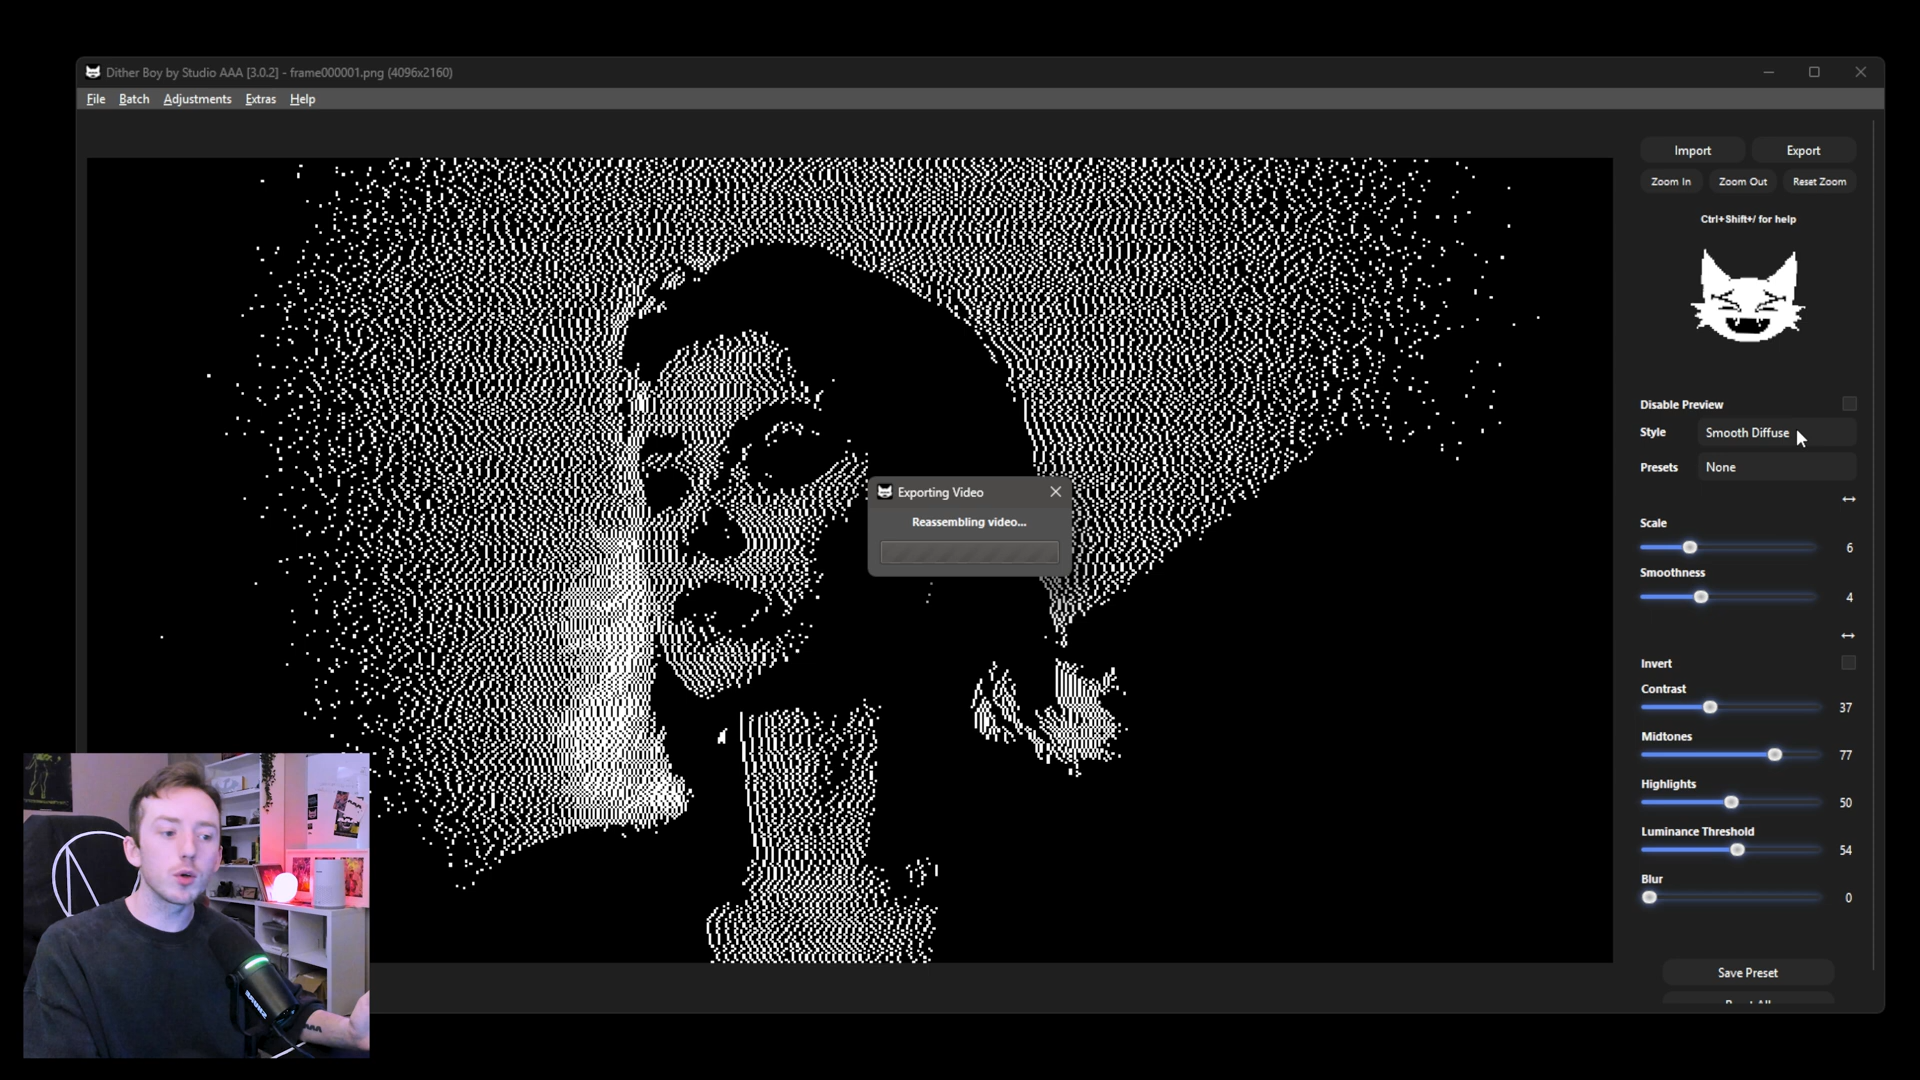 Dither Boy by Studio AAA [3.0.2] - frame000001.png (4096x2160)
File Batch Adjustments Extras Help
Import Export
Zoom In Zoom Out Reset Zoom
Ctrl+Shift+/ for help
Disable Preview
Style Smooth Diffuse
Presets None
Exporting Video
Reassembling video...
Scale
6
Smoothness
4
Invert
Contrast
37
Midtones
77
Highlights
50
Luminance Threshold
54
Blur
0
Save Preset
Reset All